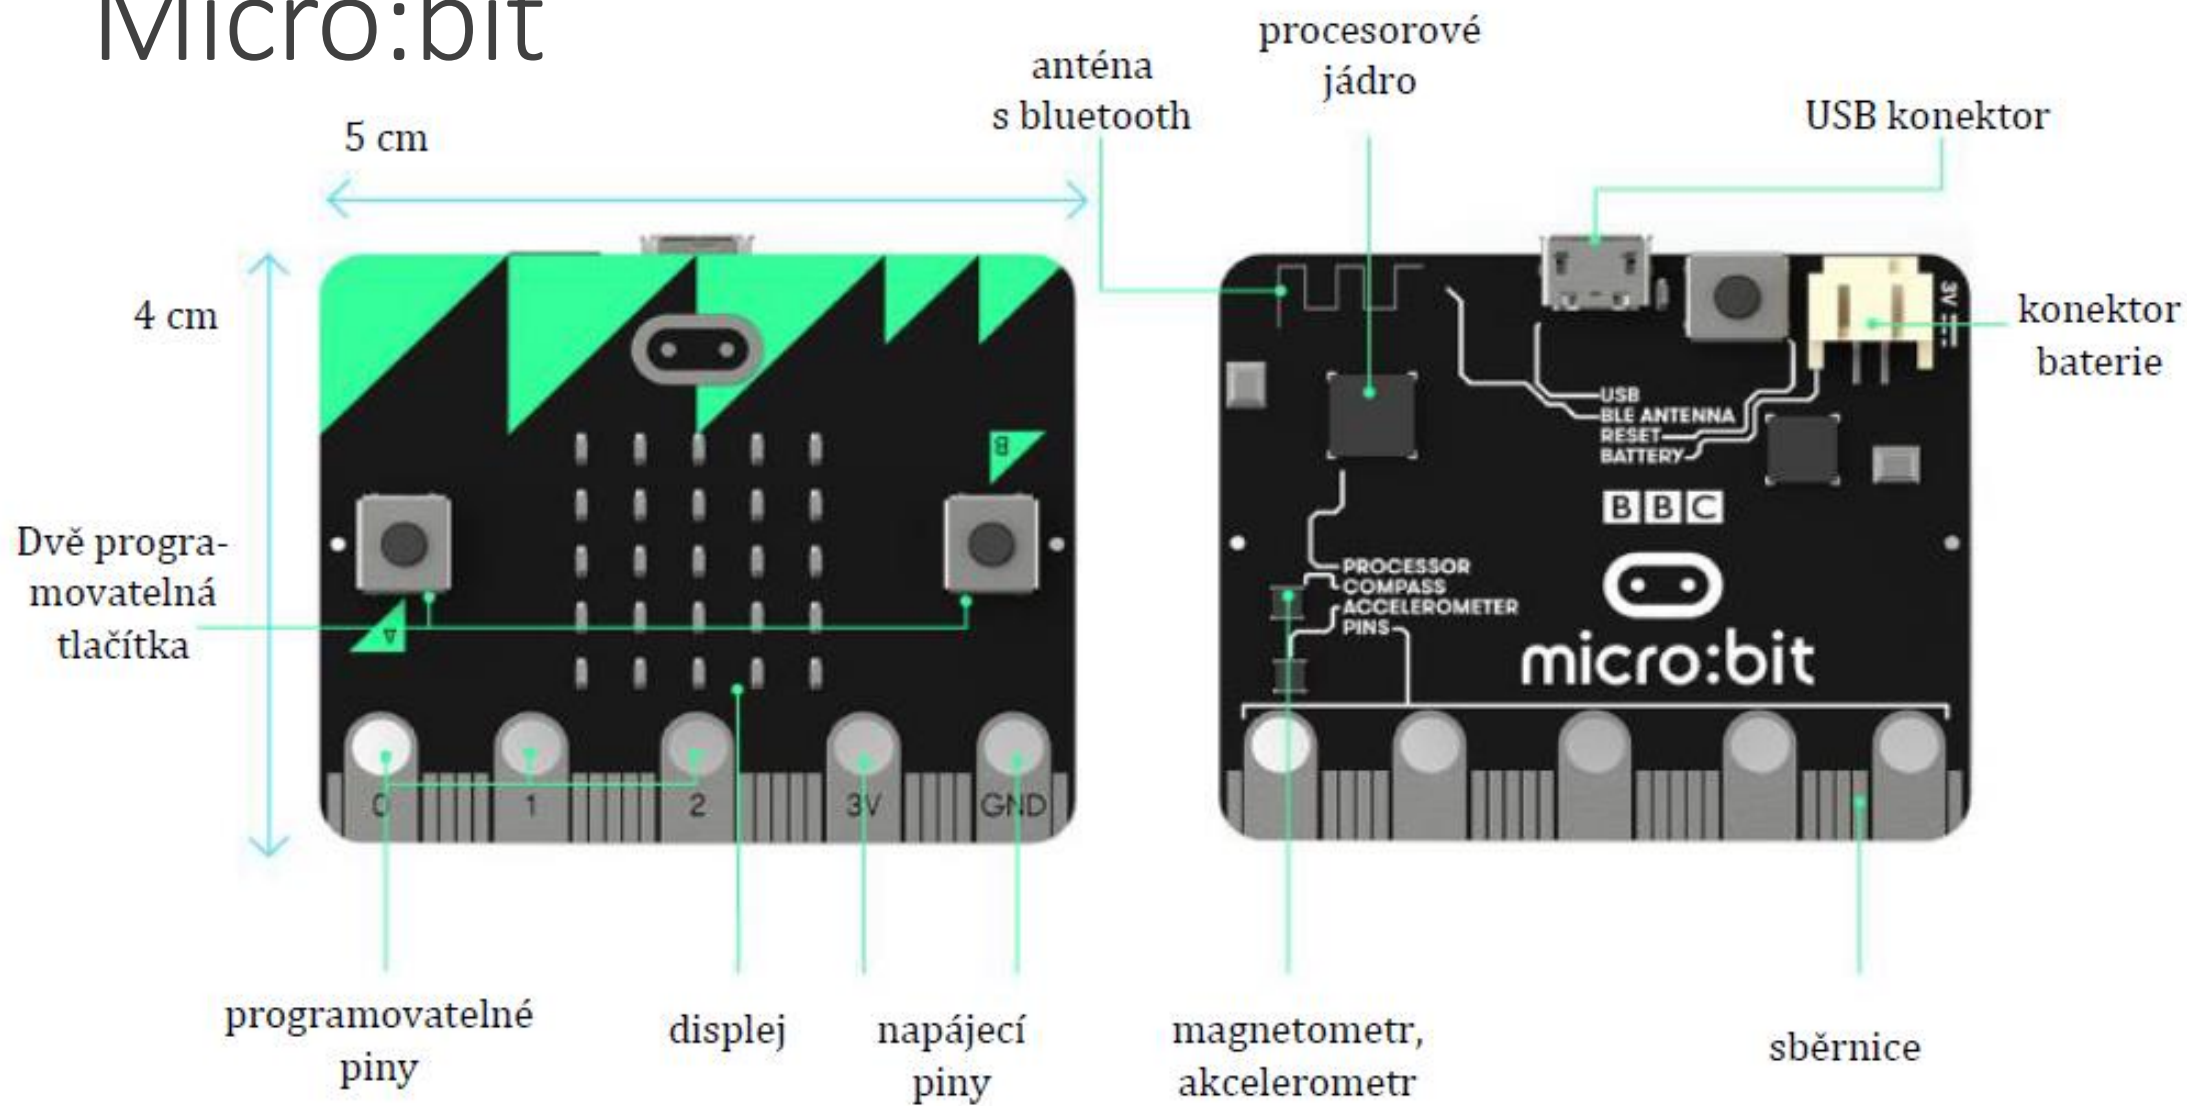 Micro:bit
procesorové
jádro
anténa
s bluetooth
USB konektor
5 cm
4 cm
konektor
baterie
Dvě progra-
movatelná
tlačítka
B
A
0
1
2
3V
GND
3V
USB
BLE ANTENNA
RESET
BATTERY
BBC
PROCESSOR
COMPASS
ACCELEROMETER
PINS
micro:bit
programovatelné
piny
displej
napájecí
piny
magnetometr,
akcelerometr
sběrnice